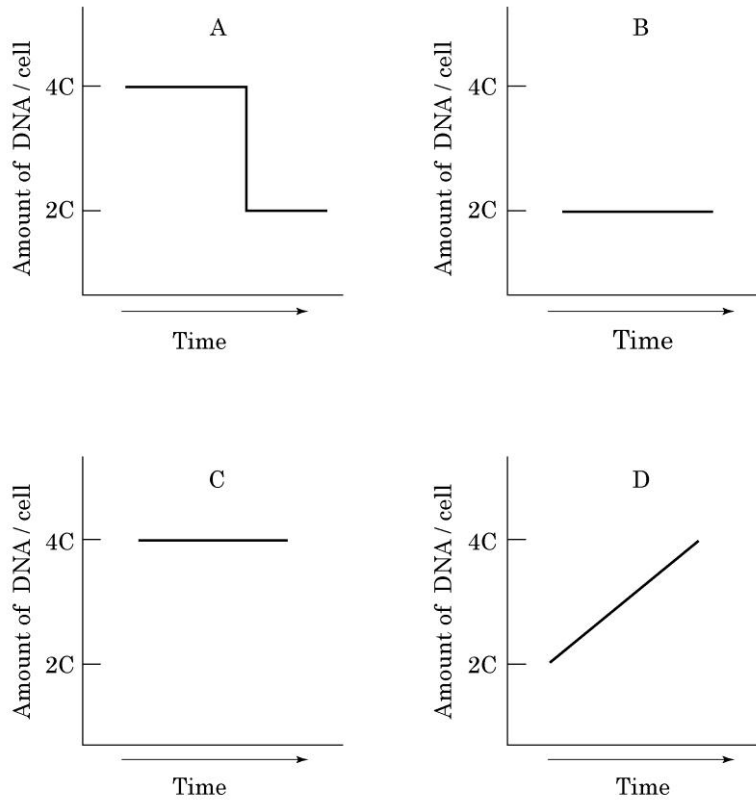 A
Amount of DNA / cell
4C
2C
Time
B
Amount of DNA / cell
4C
2C
Time
C
Amount of DNA / cell
4C
2C
Time
D
Amount of DNA / cell
4C
2C
Time